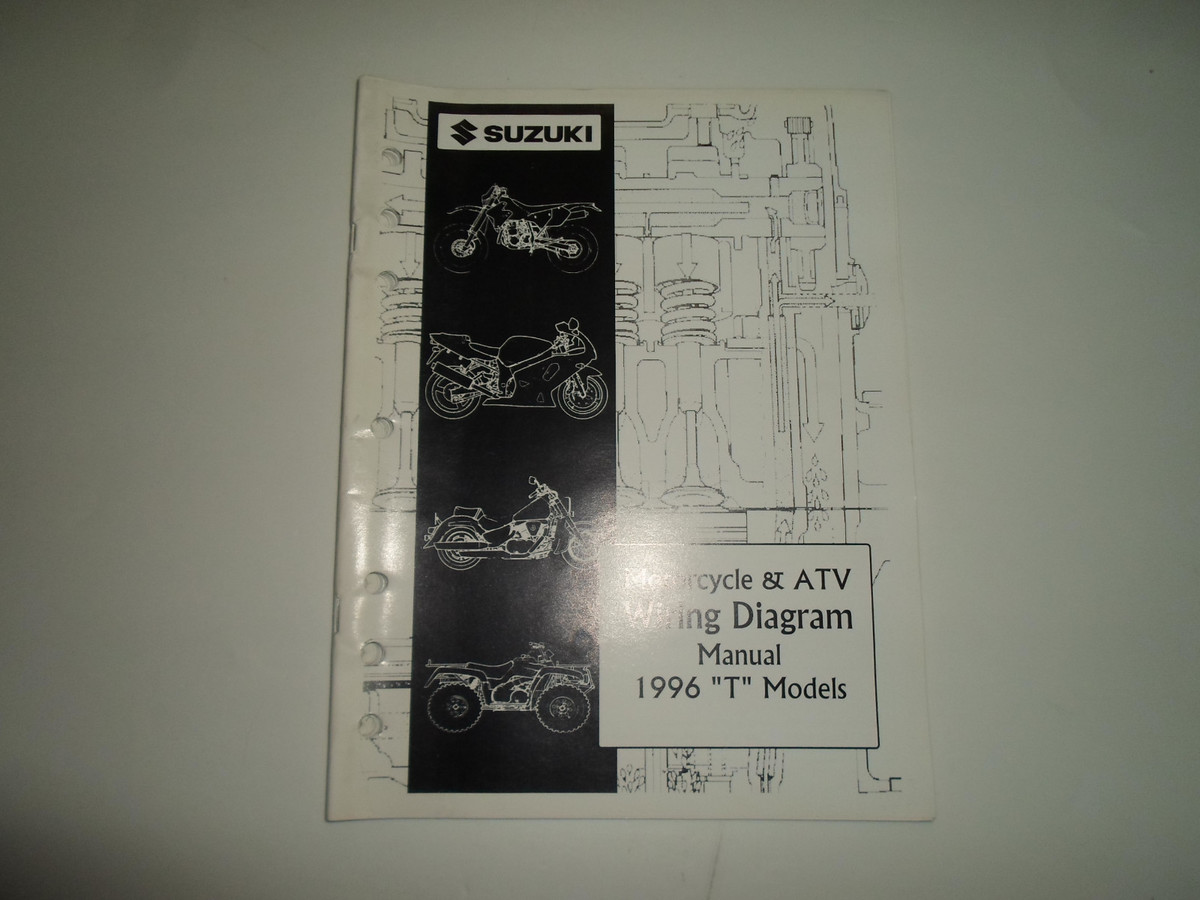 SUZUKI
Motorcycle & ATV
Wiring Diagram
Manual
1996 "T" Models